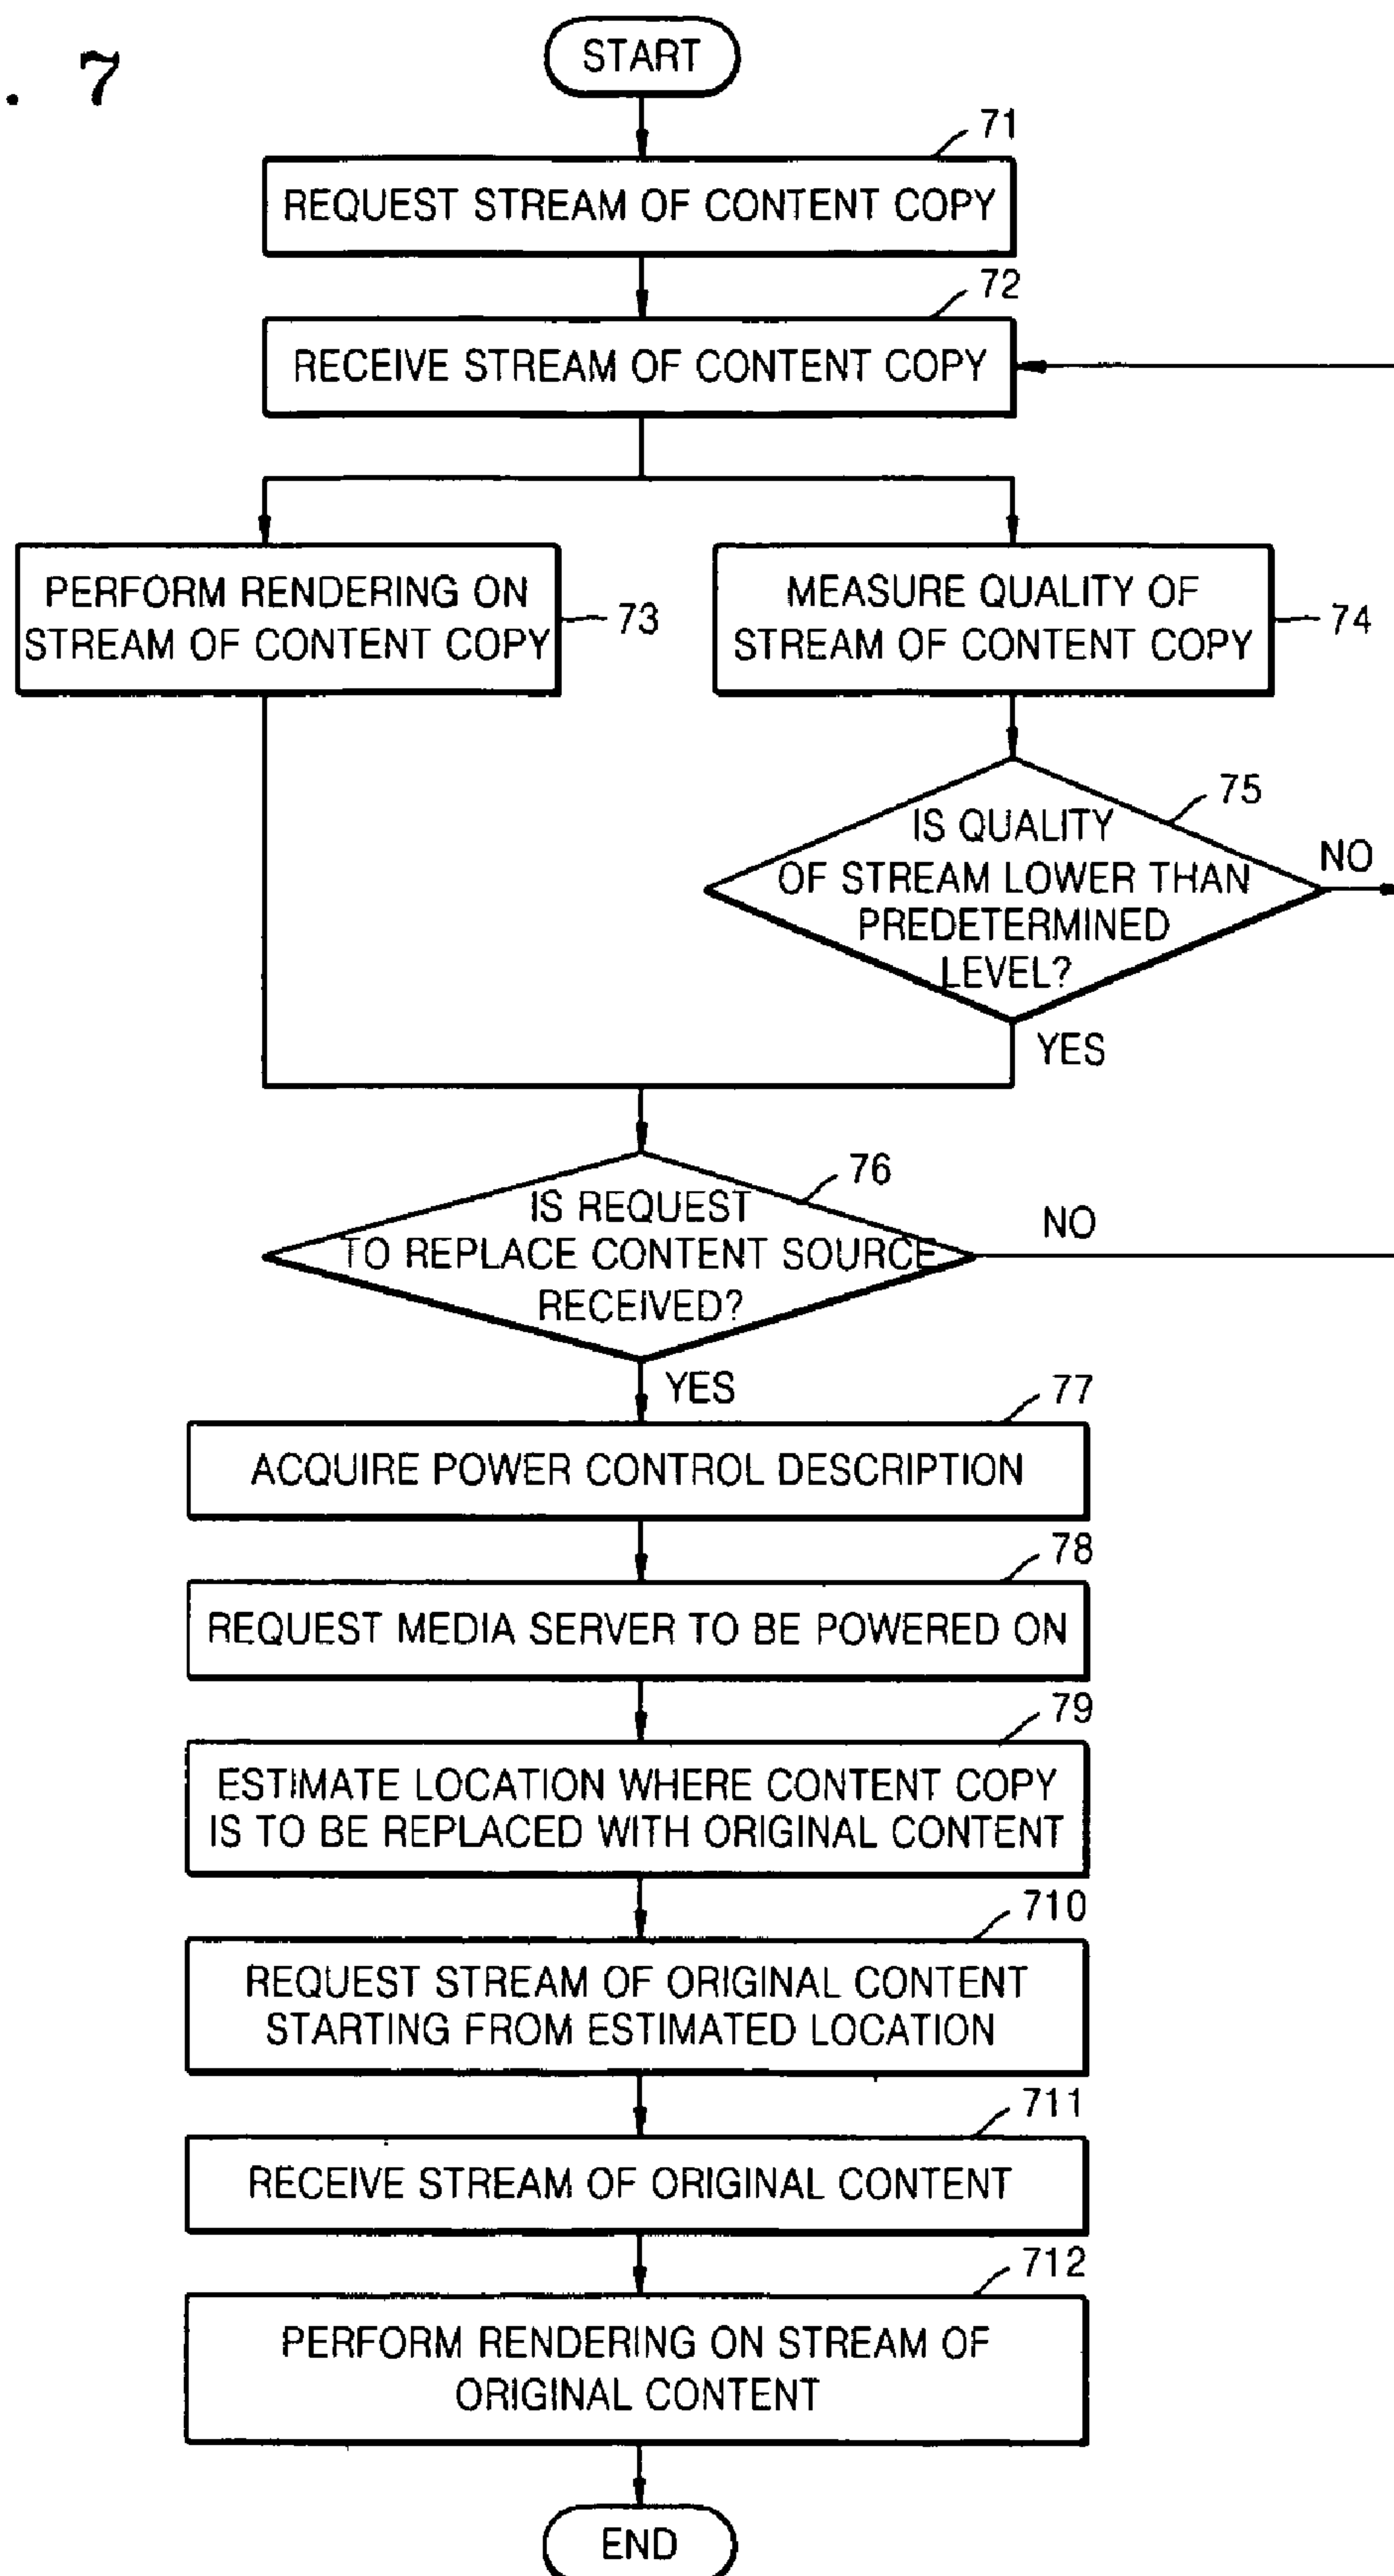 . 7
START
71
REQUEST STREAM OF CONTENT COPY
72
RECEIVE STREAM OF CONTENT COPY
PERFORM RENDERING ON
STREAM OF CONTENT COPY
73
MEASURE QUALITY OF
STREAM OF CONTENT COPY
74
75
IS QUALITY
OF STREAM LOWER THAN
PREDETERMINED
LEVEL?
NO
YES
76
IS REQUEST
TO REPLACE CONTENT SOURCE
RECEIVED?
NO
YES
77
ACQUIRE POWER CONTROL DESCRIPTION
78
REQUEST MEDIA SERVER TO BE POWERED ON
79
ESTIMATE LOCATION WHERE CONTENT COPY
IS TO BE REPLACED WITH ORIGINAL CONTENT
710
REQUEST STREAM OF ORIGINAL CONTENT
STARTING FROM ESTIMATED LOCATION
711
RECEIVE STREAM OF ORIGINAL CONTENT
712
PERFORM RENDERING ON STREAM OF
ORIGINAL CONTENT
END